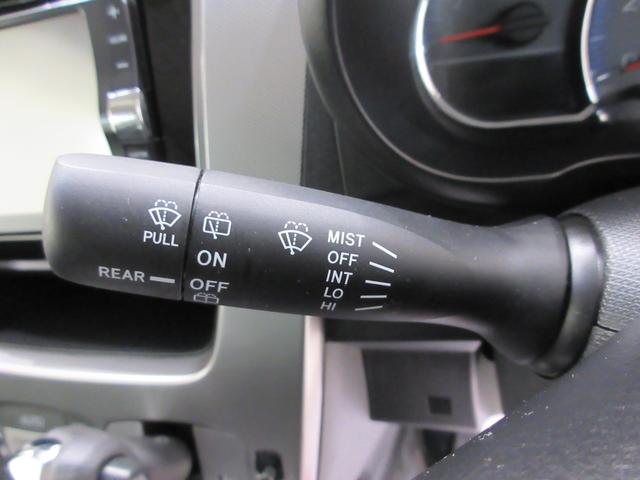 PULL
REAR
ON
OFF
MIST
OFF
INT
LO
HI